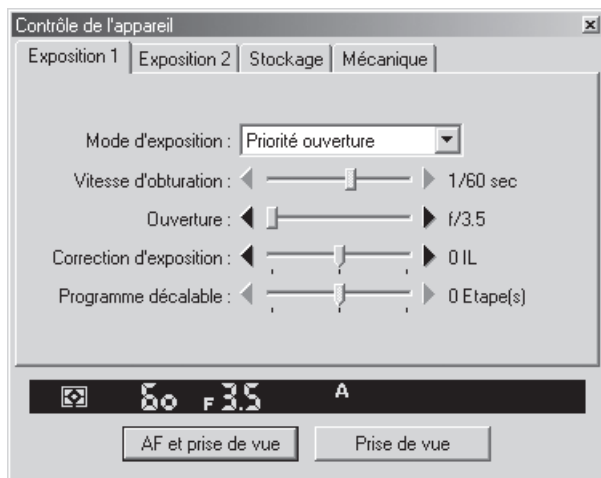 Contrôle de l'appareil
Exposition 1 Exposition 2 Stockage Mécanique
Mode d'exposition : Priorité ouverture
Vitesse d'obturation : 1/60 sec
Ouverture : f/3.5
Correction d'exposition : 0 IL
Programme décalable : 0 Etape(s)
60 F3.5 A
AF et prise de vue Prise de vue